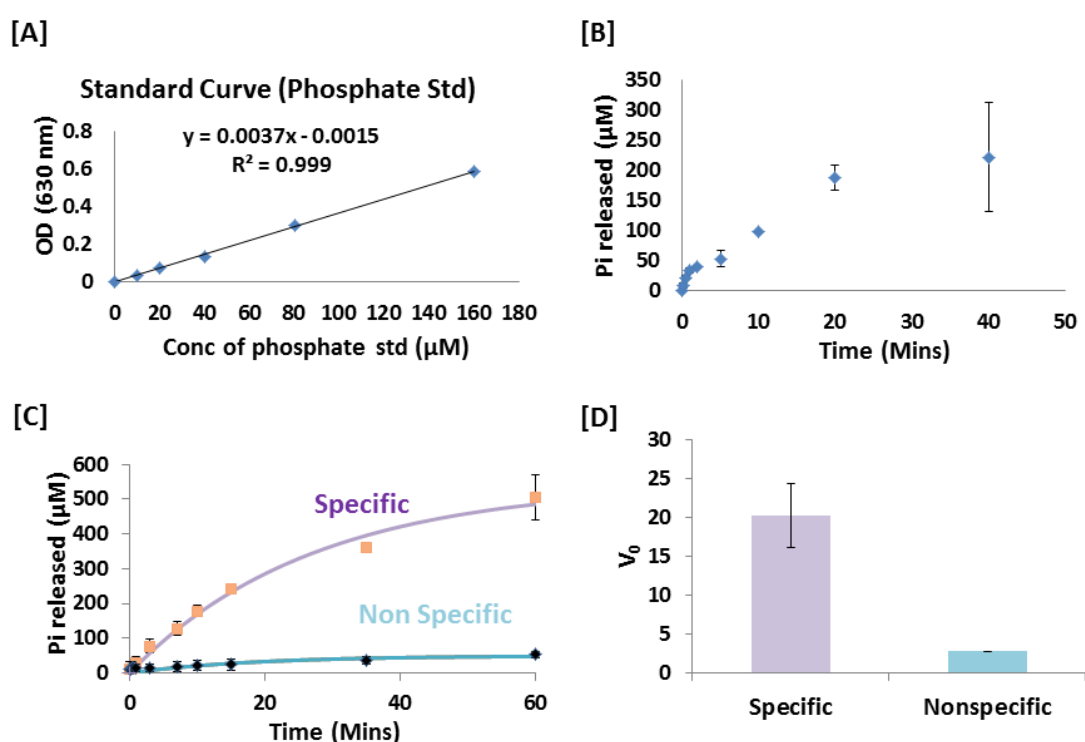 [A]
Standard Curve (Phosphate Std)
y = 0.0037x - 0.0015
R² = 0.999
OD (630 nm)
0.8
0.6
0.4
0.2
0
0 20 40 60 80 100 120 140 160 180
Conc of phosphate std (µM)
[B]
Pi released (µM)
350
300
250
200
150
100
50
0
0 10 20 30 40 50
Time (Mins)
[C]
Pi released (µM)
600
500
400
300
200
100
0
Specific
Non Specific
0 20 40 60
Time (Mins)
[D]
V₀
30
25
20
15
10
5
0
Specific Nonspecific